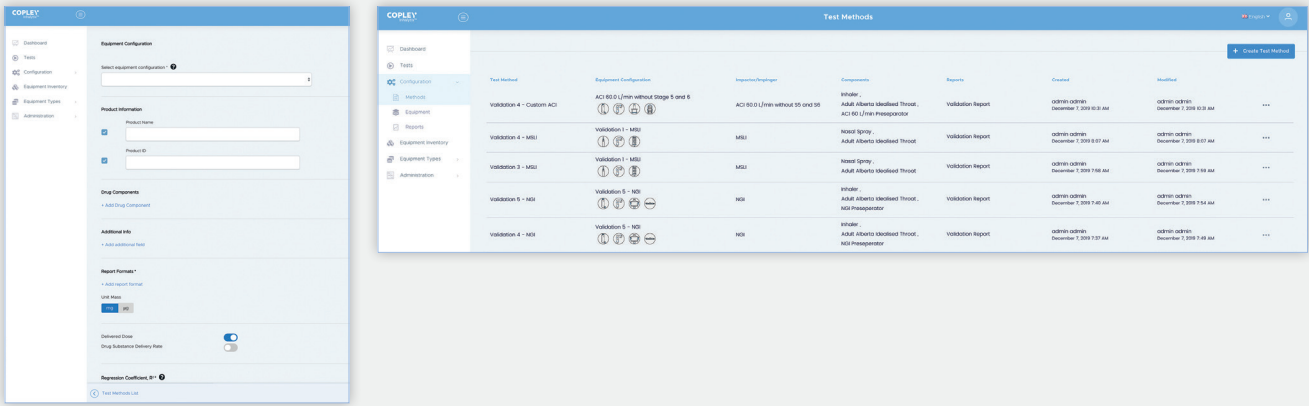 COPLEY
Dashboard
Tests
Configuration
Equipment Inventory
Equipment Types
Administration
Equipment Configuration
Select equipment configuration *
Product Information
Product Name
Product ID
Drug Components
+ Add Drug Component
Additional Info
+ Add additional field
Report Formats *
+ Add report format
Unit Mass
mg µg
Delivered Dose
Drug Substance Delivery Rate
Regression Coefficient, R²*
Test Methods List
COPLEY
Test Methods
English
Dashboard
Tests
Configuration
Methods
Equipment
Reports
Equipment Inventory
Equipment Types
Administration
+ Create Test Method
Test Method Equipment Configuration Impactor/Impinger Components Reports Created Modified
Validation 4 - Custom ACI
ACI 60.0 L/min without Stage 5 and 6
ACI 60.0 L/min without S5 and S6
Inhaler ,
Adult Alberta Idealised Throat ,
ACI 60 L/min Preseparator
Validation Report
admin admin
December 7, 2019 10:31 AM
admin admin
December 7, 2019 10:31 AM
Validation 4 - MSLI
Validation 1 - MSLI
MSLI
Nasal Spray ,
Adult Alberta Idealised Throat
Validation Report
admin admin
December 7, 2019 8:07 AM
admin admin
December 7, 2019 8:07 AM
Validation 3 - MSLI
Validation 1 - MSLI
MSLI
Nasal Spray ,
Adult Alberta Idealised Throat
Validation Report
admin admin
December 7, 2019 7:58 AM
admin admin
December 7, 2019 7:59 AM
Validation 6 - NGI
Validation 5 - NGI
NGI
Inhaler ,
Adult Alberta Idealised Throat ,
NGI Preseperator
Validation Report
admin admin
December 7, 2019 7:40 AM
admin admin
December 7, 2019 7:54 AM
Validation 4 - NGI
Validation 5 - NGI
NGI
Inhaler ,
Adult Alberta Idealised Throat ,
NGI Preseperator
Validation Report
admin admin
December 7, 2019 7:37 AM
admin admin
December 7, 2019 7:49 AM